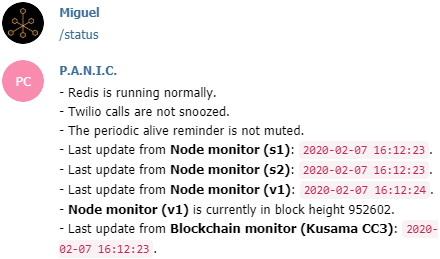 Miguel
/status
PC
P.A.N.I.C.
- Redis is running normally.
- Twilio calls are not snoozed.
- The periodic alive reminder is not muted.
- Last update from Node monitor (s1): 2020-02-07 16:12:23.
- Last update from Node monitor (s2): 2020-02-07 16:12:23.
- Last update from Node monitor (v1): 2020-02-07 16:12:24.
- Node monitor (v1) is currently in block height 952602.
- Last update from Blockchain monitor (Kusama CC3): 2020-
02-07 16:12:23.